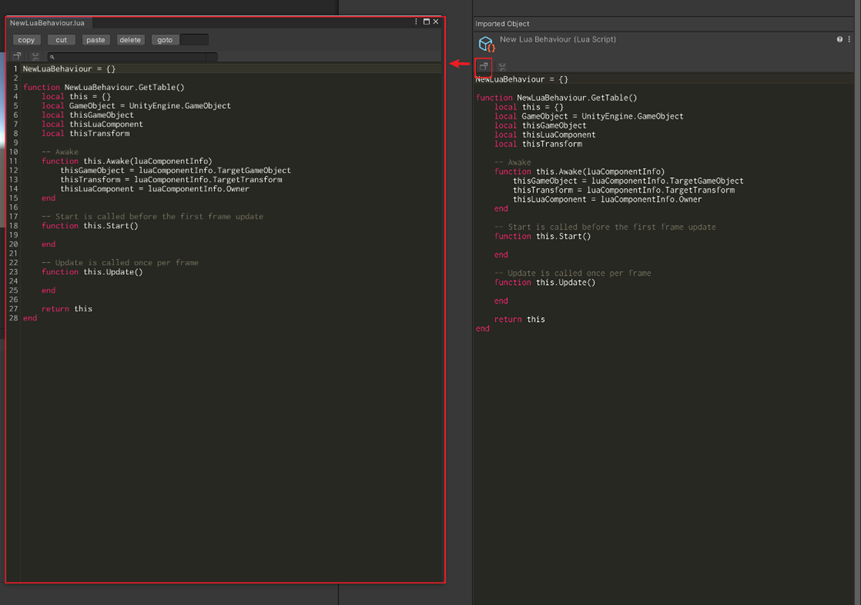 NewLuaBehaviour.lua
copy cut paste delete goto
1 NewLuaBehaviour = {}
2
3 function NewLuaBehaviour.GetTable()
4 local this = {}
5 local GameObject = UnityEngine.GameObject
6 local thisGameObject
7 local thisLuaComponent
8 local thisTransform
9
10 -- Awake
11 function this.Awake(luaComponentInfo)
12 thisGameObject = luaComponentInfo.TargetGameObject
13 thisTransform = luaComponentInfo.TargetTransform
14 thisLuaComponent = luaComponentInfo.Owner
15 end
16
17 -- Start is called before the first frame update
18 function this.Start()
19
20 end
21
22 -- Update is called once per frame
23 function this.Update()
24
25 end
26
27 return this
28 end
Imported Object
New Lua Behaviour (Lua Script)
NewLuaBehaviour = {}
function NewLuaBehaviour.GetTable()
local this = {}
local GameObject = UnityEngine.GameObject
local thisGameObject
local thisLuaComponent
local thisTransform
-- Awake
function this.Awake(luaComponentInfo)
thisGameObject = luaComponentInfo.TargetGameObject
thisTransform = luaComponentInfo.TargetTransform
thisLuaComponent = luaComponentInfo.Owner
end
-- Start is called before the first frame update
function this.Start()
end
-- Update is called once per frame
function this.Update()
end
return this
end